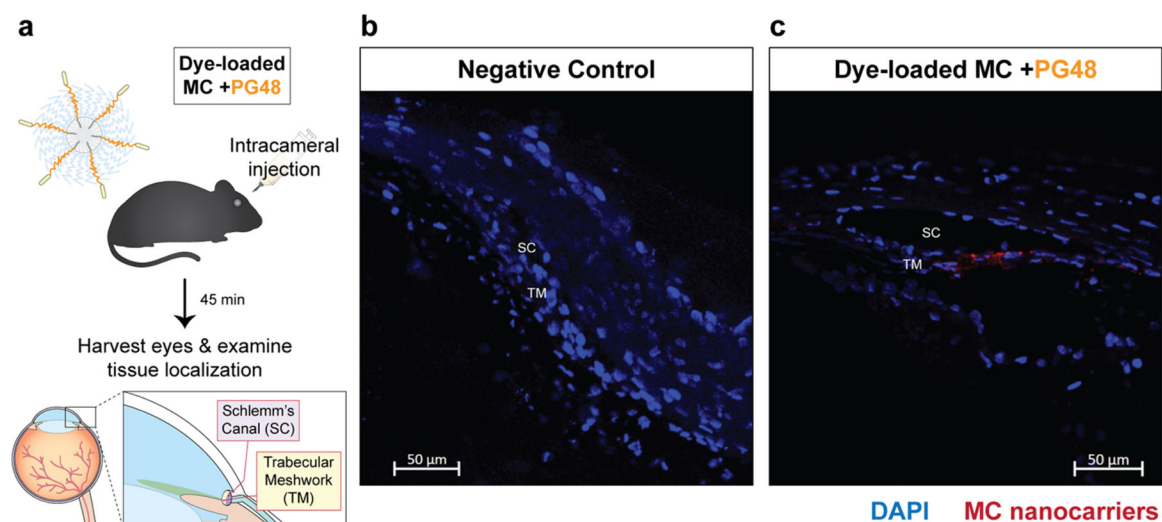 a
Dye-loaded
MC +PG48
Intracameral
injection
45 min
Harvest eyes & examine
tissue localization
Schlemm's
Canal (SC)
Trabecular
Meshwork
(TM)
b
Negative Control
SC
TM
50 µm
c
Dye-loaded MC +PG48
SC
TM
50 µm
DAPI MC nanocarriers